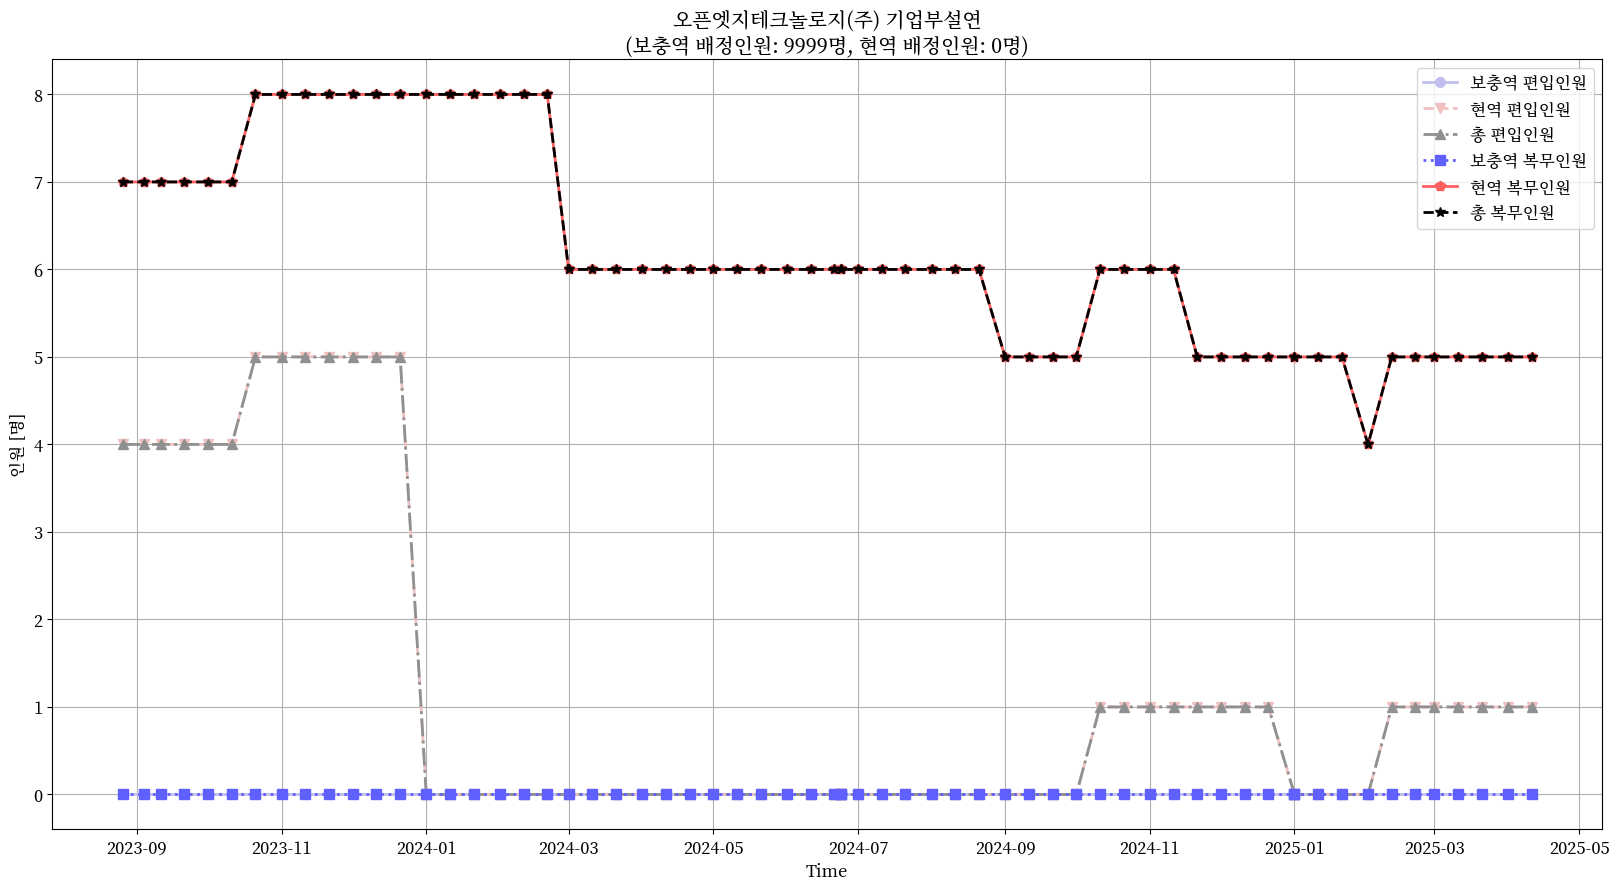 오픈엣지테크놀로지(주) 기업부설연
(보충역 배정인원: 9999명, 현역 배정인원: 0명)
보충역 편입인원
현역 편입인원
총 편입인원
보충역 복무인원
현역 복무인원
총 복무인원
인원 [명]
8
7
6
5
4
3
2
1
0
2023-09
2023-11
2024-01
2024-03
2024-05
2024-07
2024-09
2024-11
2025-01
2025-03
2025-05
Time